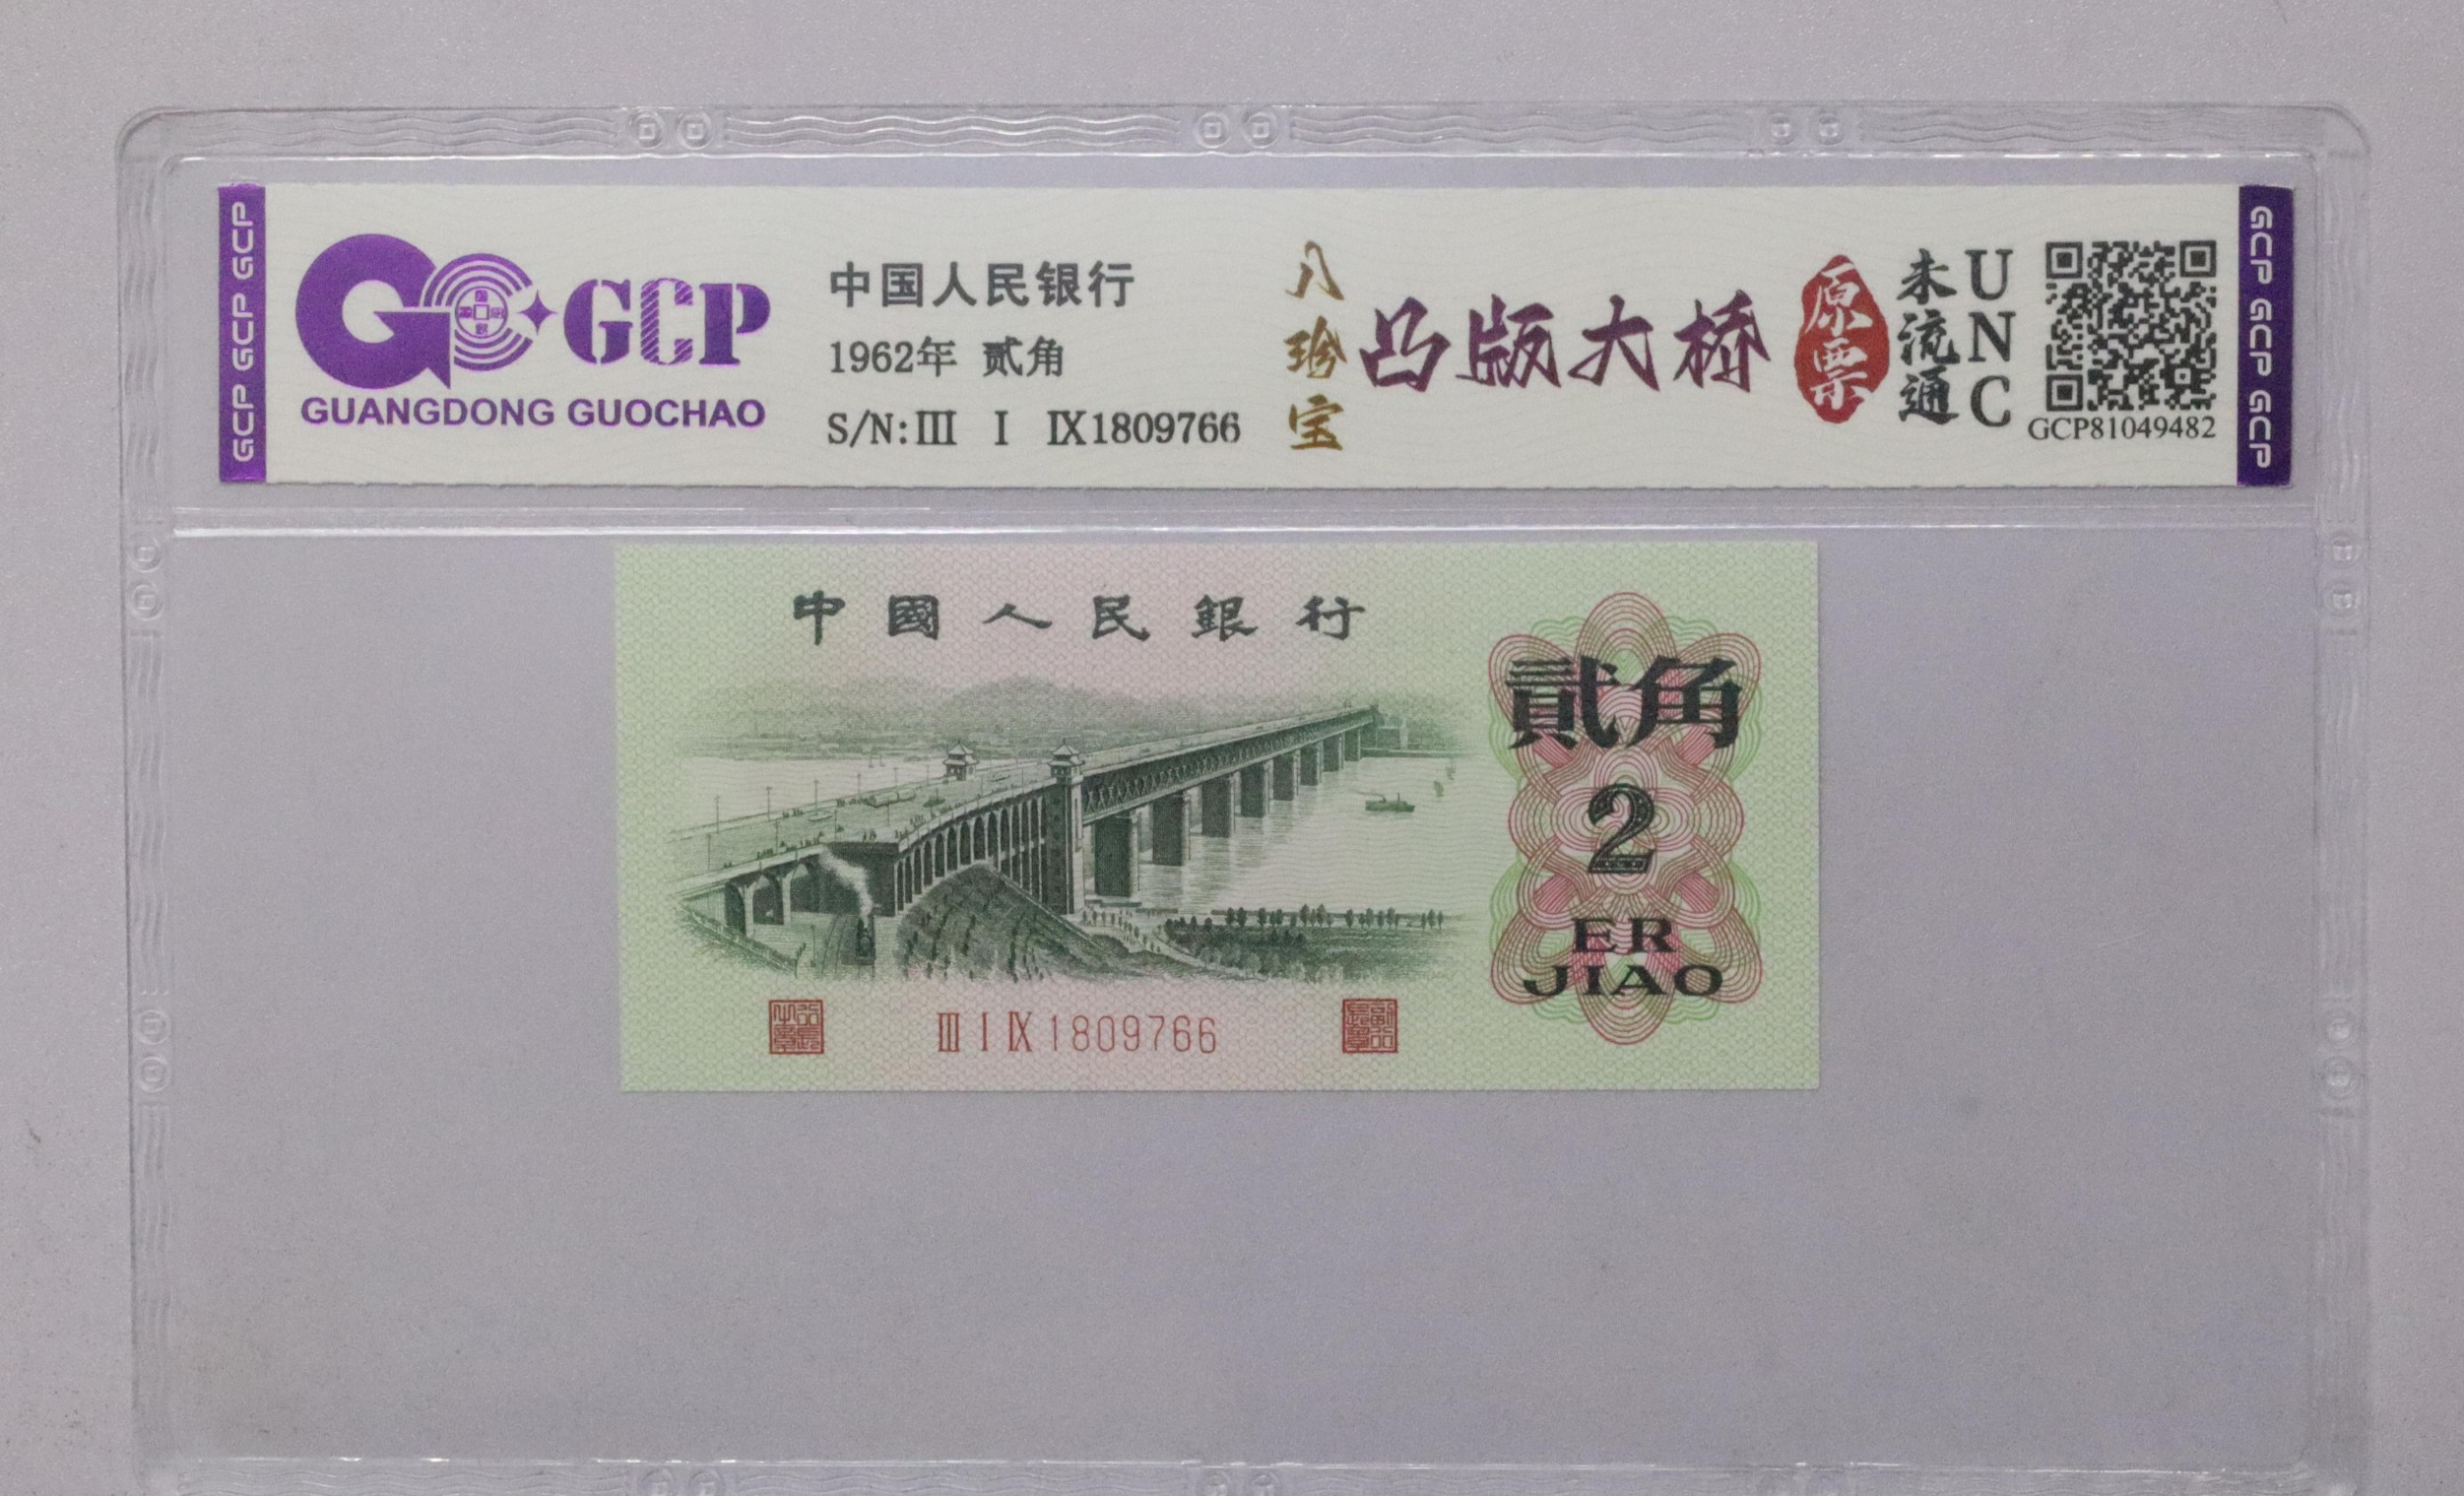 GCP GCP GCP
GCP
GUANGDONG GUOCHAO
中国人民银行
1962年 贰角
S/N:Ⅲ Ⅰ Ⅸ1809766
八珍宝
凸版大桥
原票
未流通
UNC
GCP81049482
GCP GCP GCP
中國人民銀行
貳角
2
ER
JIAO
Ⅲ Ⅰ Ⅸ 1809766